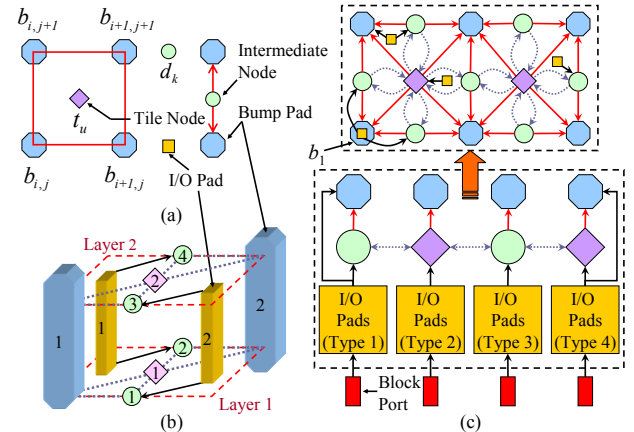 b_{i,j+1}
b_{i+1,j+1}
d_k
Intermediate
Node
t_u
Tile Node
Bump Pad
b_{i,j}
b_{i+1,j}
I/O Pad
(a)
b_1
Layer 2
4
2
3
1
1
2
2
2
1
1
Layer 1
(b)
I/O
Pads
(Type 1)
I/O
Pads
(Type 2)
I/O
Pads
(Type 3)
I/O
Pads
(Type 4)
Block
Port
(c)